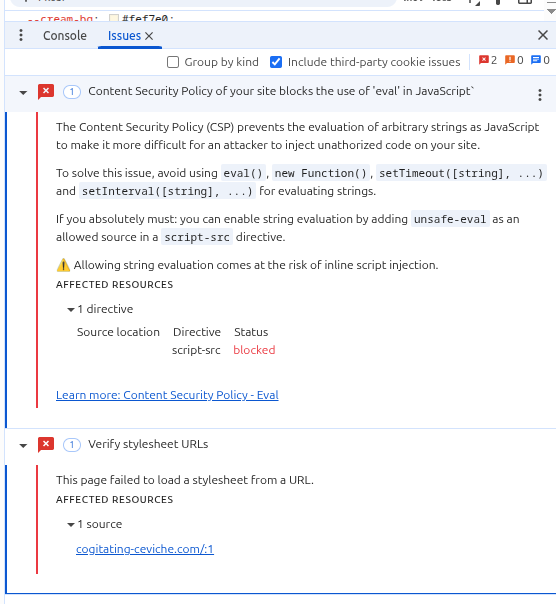 --cream-bg: #fef7e0;
Console Issues
Group by kind Include third-party cookie issues 2 0 0
1 Content Security Policy of your site blocks the use of 'eval' in JavaScript`
The Content Security Policy (CSP) prevents the evaluation of arbitrary strings as JavaScript
to make it more difficult for an attacker to inject unathorized code on your site.
To solve this issue, avoid using eval(), new Function(), setTimeout([string], ...)
and setInterval([string], ...) for evaluating strings.
If you absolutely must: you can enable string evaluation by adding unsafe-eval as an
allowed source in a script-src directive.
⚠️ Allowing string evaluation comes at the risk of inline script injection.
AFFECTED RESOURCES
1 directive
Source location Directive Status
script-src blocked
Learn more: Content Security Policy - Eval
1 Verify stylesheet URLs
This page failed to load a stylesheet from a URL.
AFFECTED RESOURCES
1 source
cogitating-ceviche.com/:1